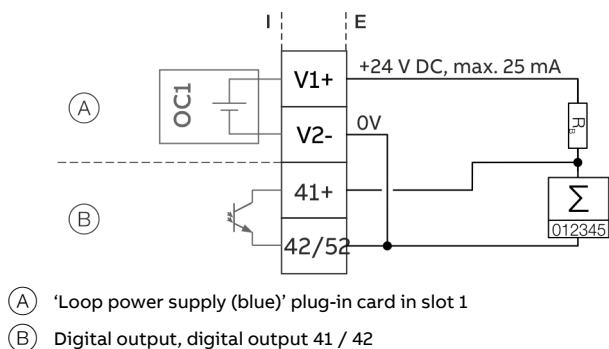 I E
+24 V DC, max. 25 mA
V1+
OC1
A
R_B
0V
V2-
41+
Σ
B
012345
42/52
A 'Loop power supply (blue)' plug-in card in slot 1
B Digital output, digital output 41 / 42